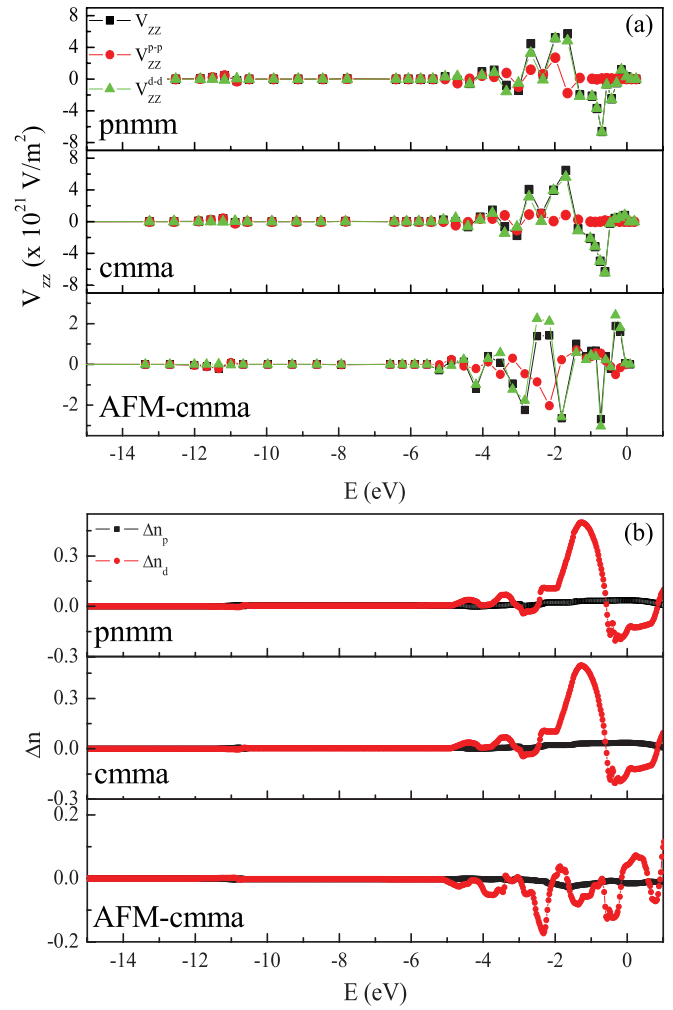 (a)
V_zz
V_zz^p-p
V_zz^d-d
8
4
0
-4
-8
pnmm
8
4
0
-4
-8
cmma
2
0
-2
AFM-cmma
V_zz (x 10^21 V/m^2)
-14 -12 -10 -8 -6 -4 -2 0
E (eV)
(b)
Δn_p
Δn_d
0.5
0.0
-0.3
pnmm
0.5
0.0
-0.3
cmma
0.2
0.0
-0.2
AFM-cmma
Δn
-14 -12 -10 -8 -6 -4 -2 0
E (eV)